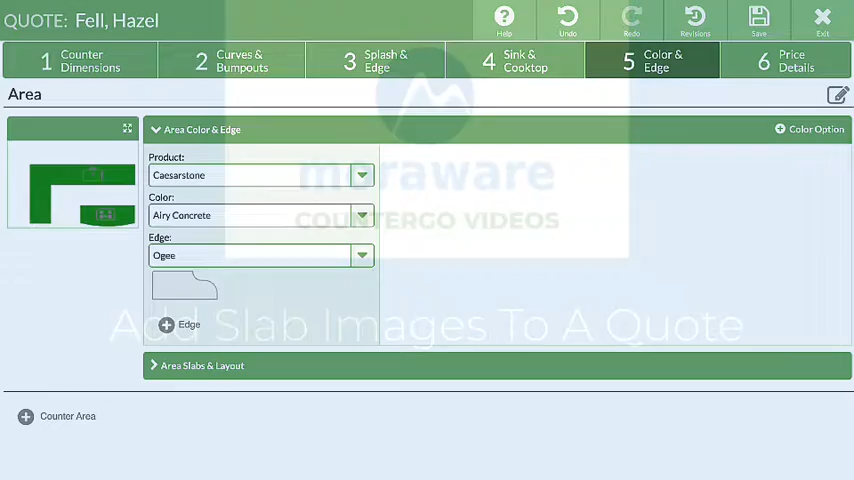 QUOTE: Fell, Hazel
Help
Undo
Redo
Revisions
Save
Exit
1 Counter Dimensions
2 Curves & Bumpouts
3 Splash & Edge
4 Sink & Cooktop
5 Color & Edge
6 Price Details
Area
Area Color & Edge
Color Option
Product:
Caesarstone
Color:
Airy Concrete
Edge:
Ogee
Edge
moraware
COUNTERGO VIDEOS
Add Slab Images To A Quote
Area Slabs & Layout
Counter Area